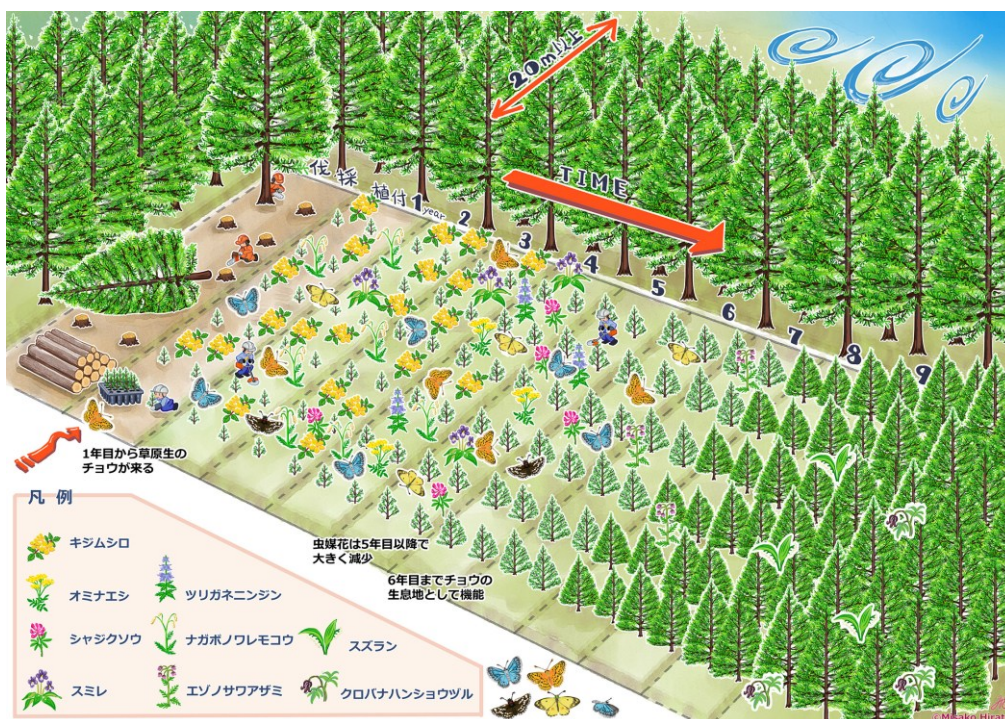 20m以上
TIME
伐採
植付
1 year
2
3
4
5
6
7
8
9
1年目から草原生の
チョウが来る
虫媒花は5年目以降で
大きく減少
6年目までチョウの
生息地として機能
凡例
キジムシロ
オミナエシ
シャジクソウ
スミレ
ツリガネニンジン
ナガボノワレモコウ
エゾノサワアザミ
スズラン
クロバナハンショウヅル
©Misako Hirao